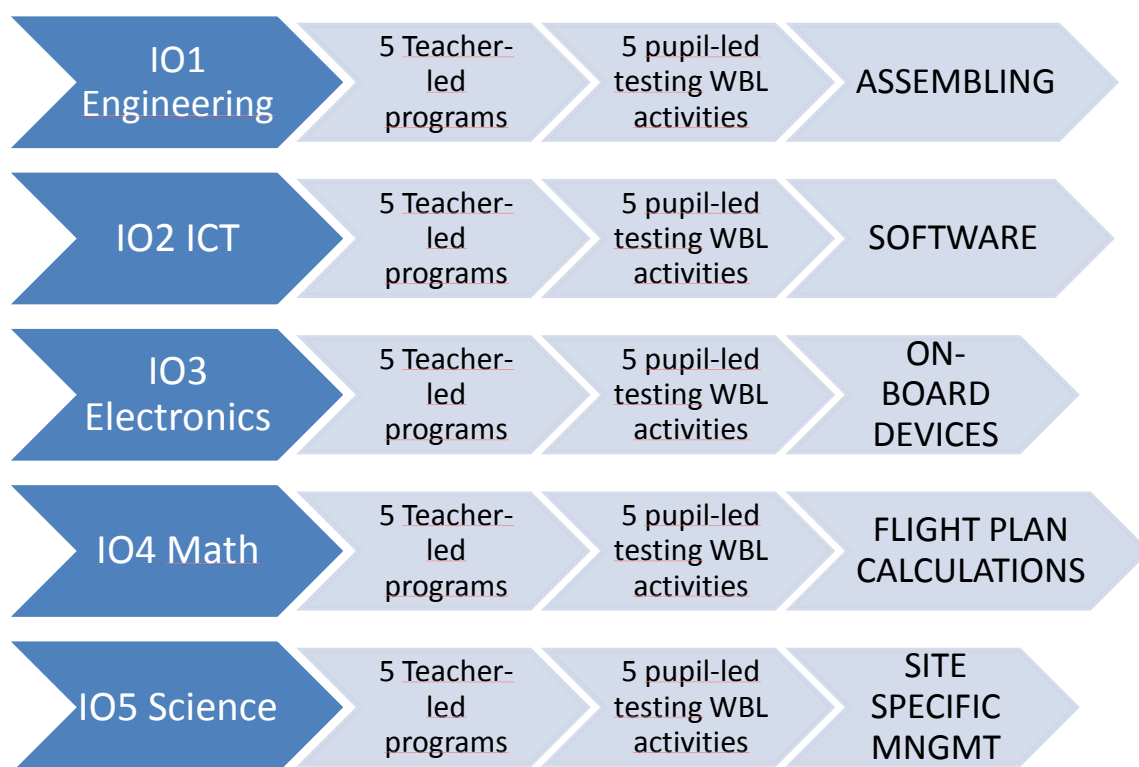 IO1
Engineering
5 Teacher-
led
programs
5 pupil-led
testing WBL
activities
ASSEMBLING
IO2 ICT
5 Teacher-
led
programs
5 pupil-led
testing WBL
activities
SOFTWARE
IO3
Electronics
5 Teacher-
led
programs
5 pupil-led
testing WBL
activities
ON-
BOARD
DEVICES
IO4 Math
5 Teacher-
led
programs
5 pupil-led
testing WBL
activities
FLIGHT PLAN
CALCULATIONS
IO5 Science
5 Teacher-
led
programs
5 pupil-led
testing WBL
activities
SITE
SPECIFIC
MNGMT